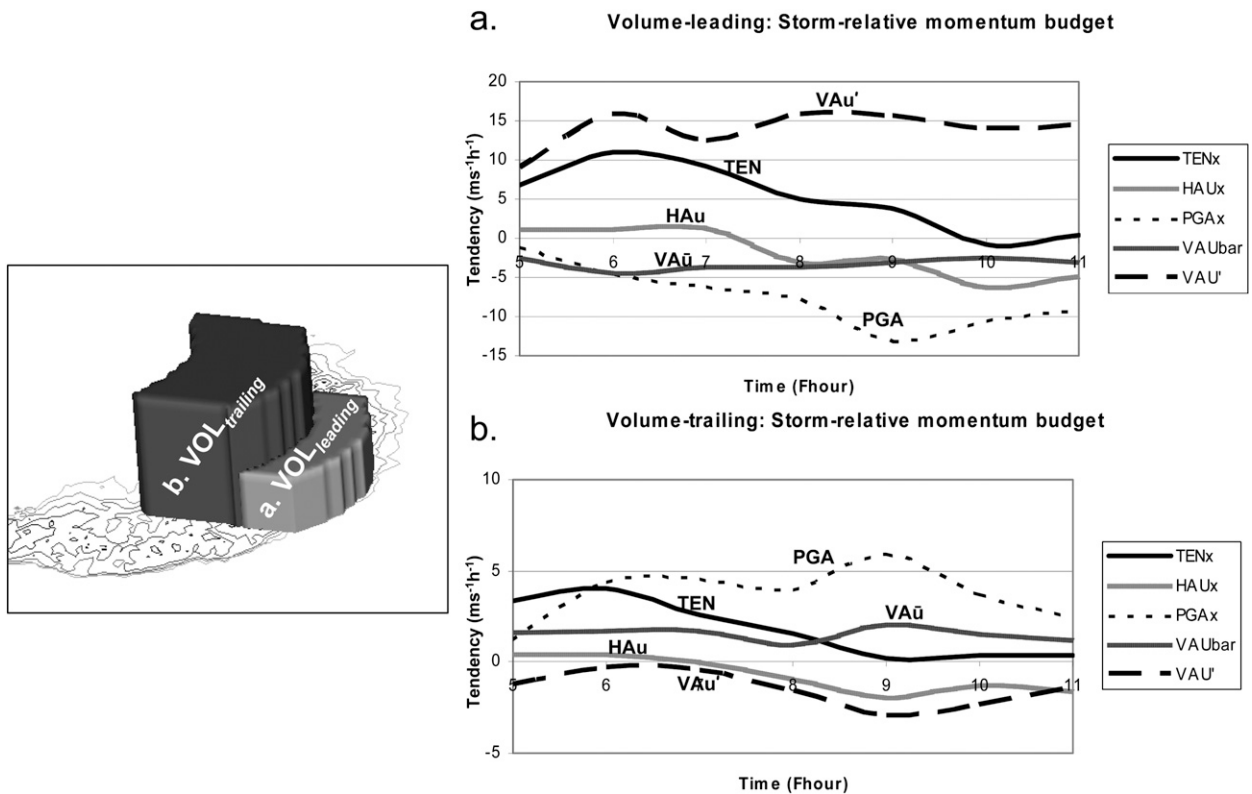 a.
Volume-leading: Storm-relative momentum budget
20
15
10
5
0
-5
-10
-15
5
6
7
8
9
10
11
Tendency (ms⁻¹h⁻¹)
VAu'
TEN
HAu
VAū
PGA
Time (Fhour)
TENx
HAUx
PGAx
VAUbar
VAU'
b. VOLtrailing
a. VOLleading
b.
Volume-trailing: Storm-relative momentum budget
10
5
0
-5
5
6
7
8
9
10
11
Tendency (ms⁻¹h⁻¹)
PGA
TEN
VAū
HAu
VAu'
Time (Fhour)
TENx
HAUx
PGAx
VAUbar
VAU'